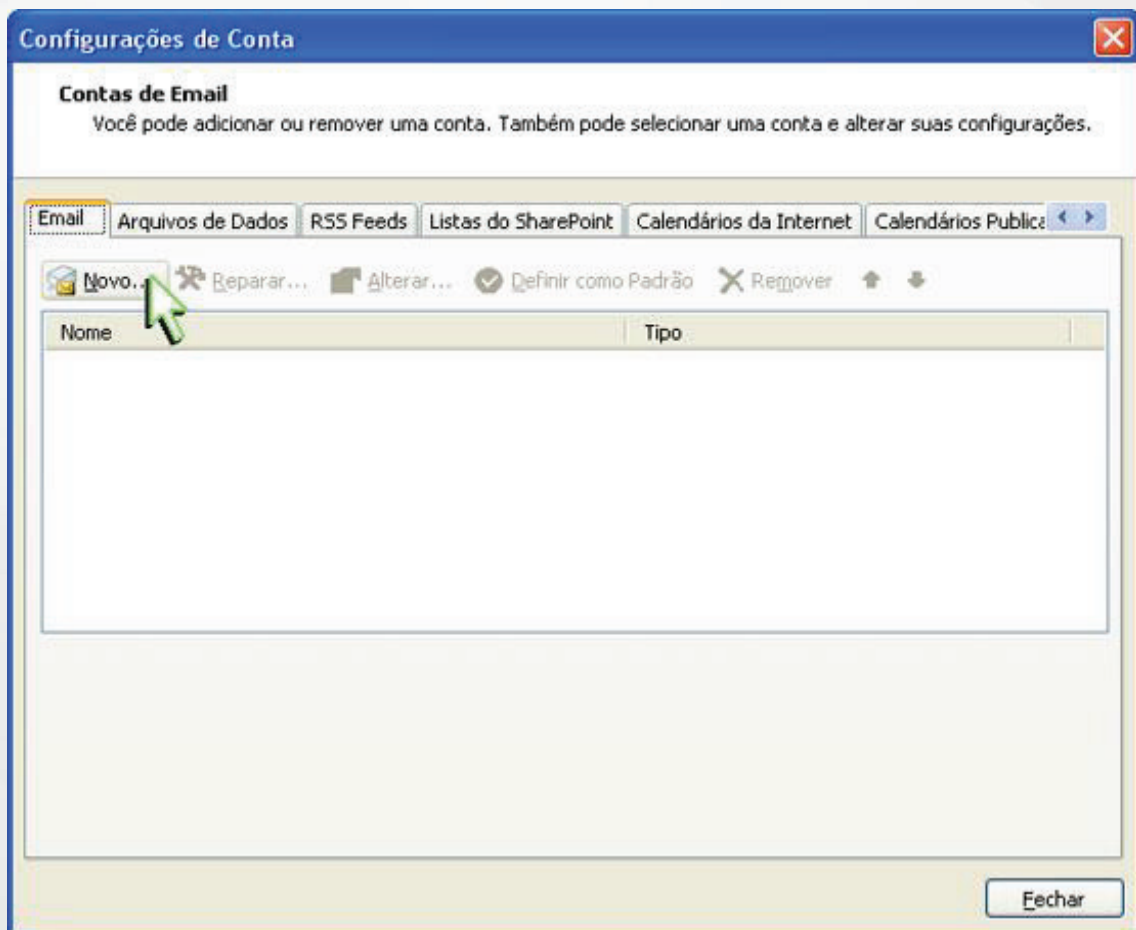 Configurações de Conta
Contas de Email
Você pode adicionar ou remover uma conta. Também pode selecionar uma conta e alterar suas configurações.
Email Arquivos de Dados RSS Feeds Listas do SharePoint Calendários da Internet Calendários Publica
Novo... Reparar... Alterar... Definir como Padrão Remover
Nome Tipo
Fechar